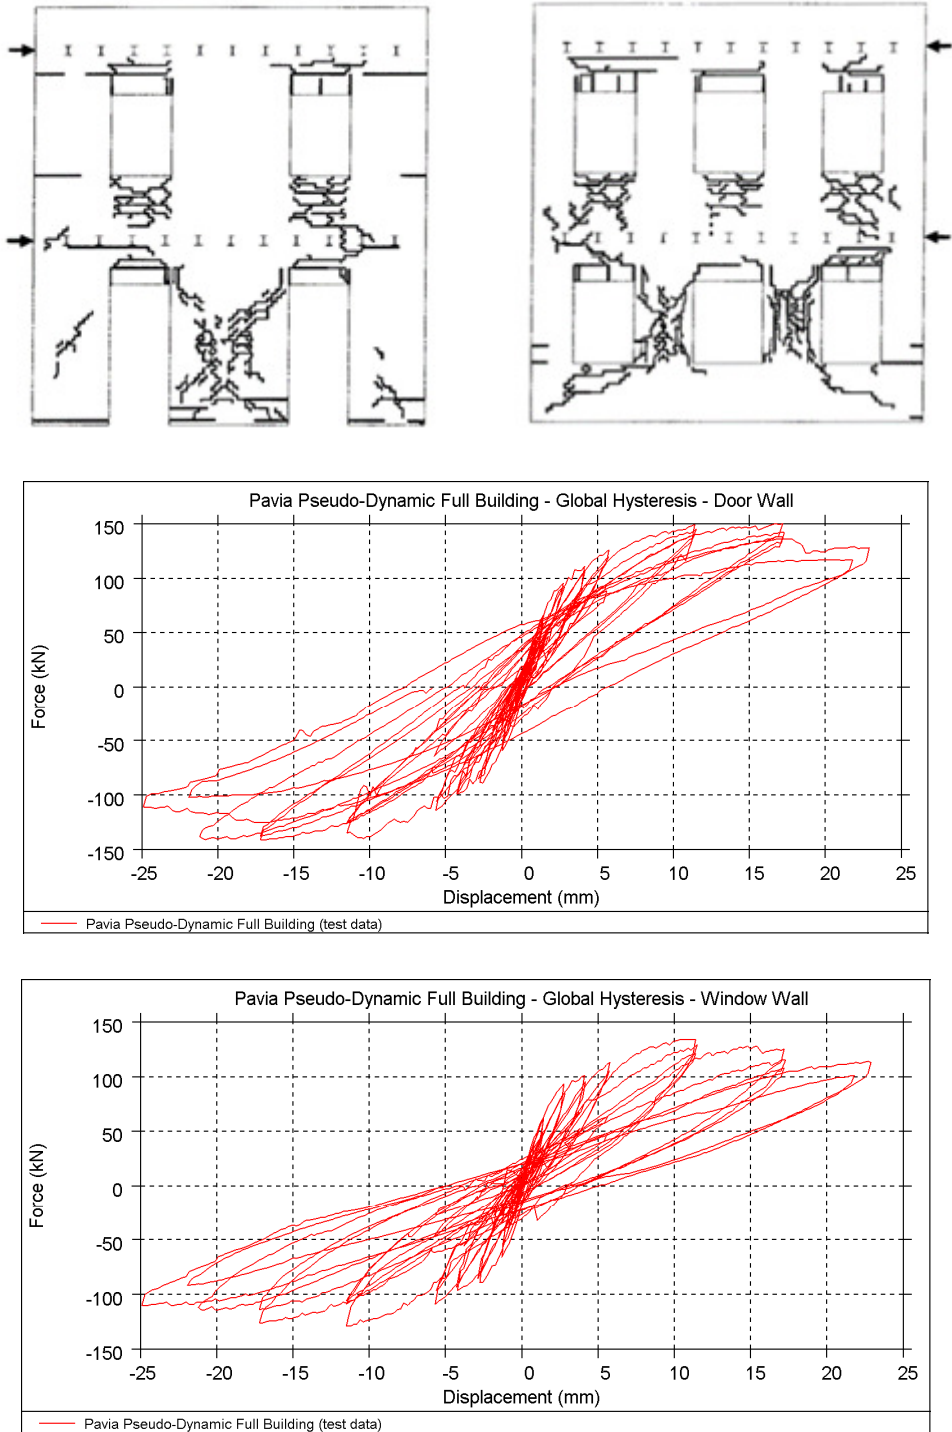 Pavia Pseudo-Dynamic Full Building - Global Hysteresis - Door Wall
150
100
50
0
-50
-100
-150
Force (kN)
-25 -20 -15 -10 -5 0 5 10 15 20 25
Displacement (mm)
Pavia Pseudo-Dynamic Full Building (test data)
Pavia Pseudo-Dynamic Full Building - Global Hysteresis - Window Wall
150
100
50
0
-50
-100
-150
Force (kN)
-25 -20 -15 -10 -5 0 5 10 15 20 25
Displacement (mm)
Pavia Pseudo-Dynamic Full Building (test data)